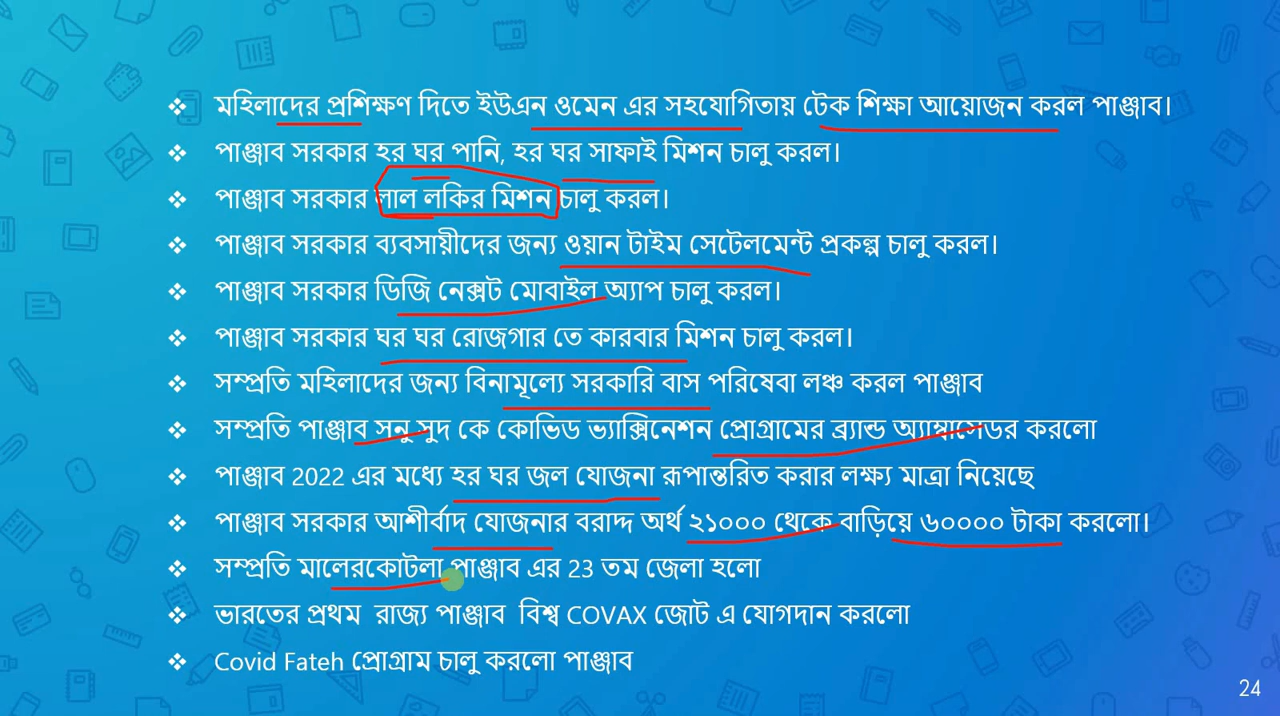 ❖ মহিলাদের প্রশিক্ষণ দিতে ইউএন ওমেন এর সহযোগিতায় টেক শিক্ষা আয়োজন করল পাঞ্জাব।
❖ পাঞ্জাব সরকার হর ঘর পানি, হর ঘর সাফাই মিশন চালু করল।
❖ পাঞ্জাব সরকার লাল লকির মিশন চালু করল।
❖ পাঞ্জাব সরকার ব্যবসায়ীদের জন্য ওয়ান টাইম সেটেলমেন্ট প্রকল্প চালু করল।
❖ পাঞ্জাব সরকার ডিজি নেক্সট মোবাইল অ্যাপ চালু করল।
❖ পাঞ্জাব সরকার ঘর ঘর রোজগার তে কারবার মিশন চালু করল।
❖ সম্প্রতি মহিলাদের জন্য বিনামূল্যে সরকারি বাস পরিষেবা লঞ্চ করল পাঞ্জাব
❖ সম্প্রতি পাঞ্জাব সনু সুদ কে কোভিড ভ্যাক্সিনেশন প্রোগ্রামের ব্র্যান্ড অ্যাম্বাসেডর করলো
❖ পাঞ্জাব 2022 এর মধ্যে হর ঘর জল যোজনা রূপান্তরিত করার লক্ষ্য মাত্রা নিয়েছে
❖ পাঞ্জাব সরকার আশীর্বাদ যোজনার বরাদ্দ অর্থ ২১০০০ থেকে বাড়িয়ে ৬০০০০ টাকা করলো।
❖ সম্প্রতি মালেরকোটলা পাঞ্জাব এর 23 তম জেলা হলো
❖ ভারতের প্রথম রাজ্য পাঞ্জাব বিশ্ব COVAX জোট এ যোগদান করলো
❖ Covid Fateh প্রোগ্রাম চালু করলো পাঞ্জাব
24